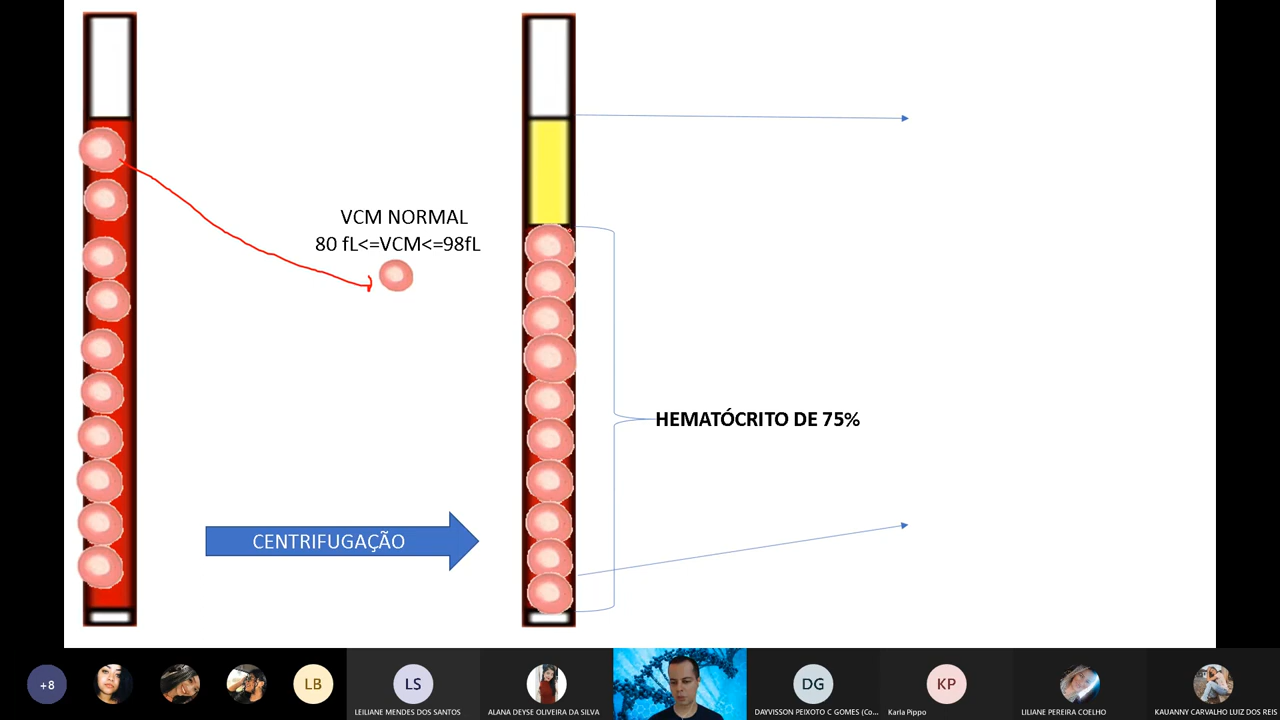 VCM NORMAL
80 fL<=VCM<=98fL
HEMATÓCRITO DE 75%
CENTRIFUGAÇÃO
+8
LB
LS
DG
KP
LEILIANE MENDES DOS SANTOS
ALANA DEYSE OLIVEIRA DA SILVA
DAYVISSON PEIXOTO C GOMES (Co...
Karla Pippo
LILIANE PEREIRA COELHO
KAUANNY CARVALHO LUIZ DOS REIS